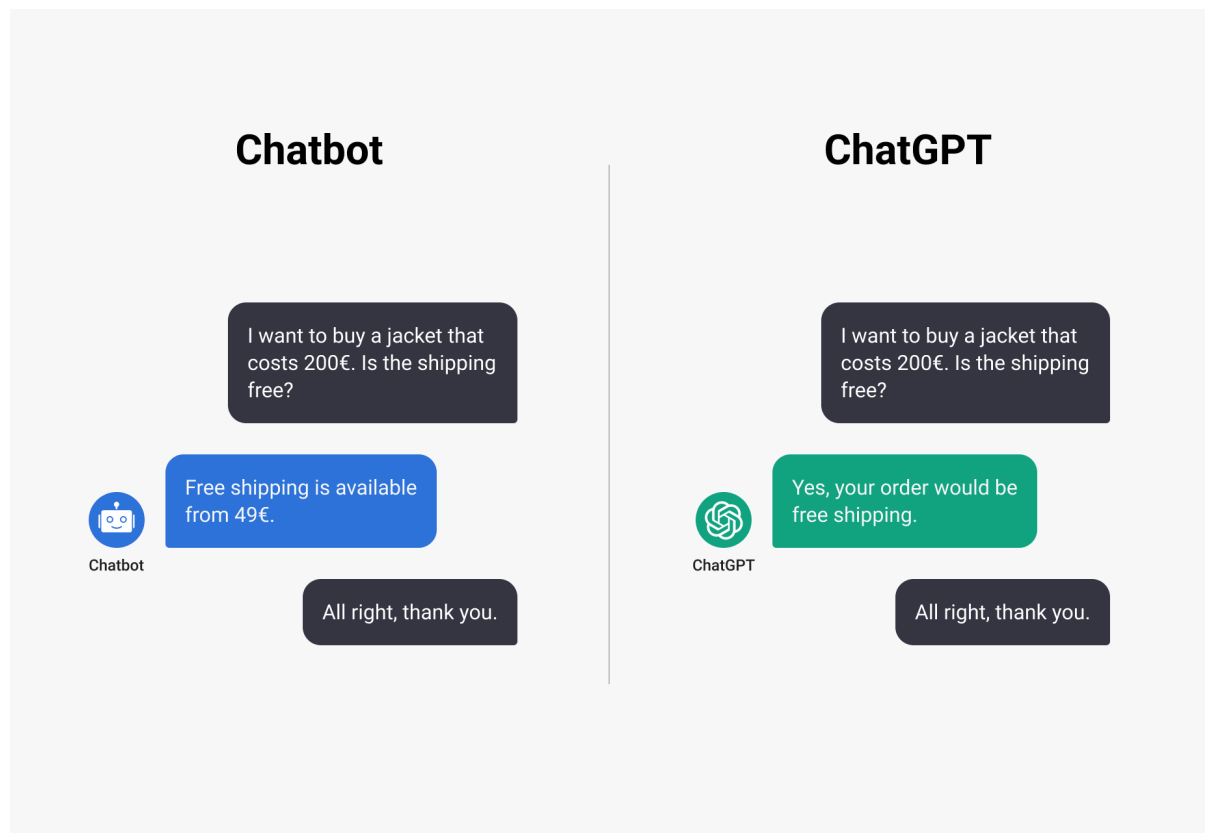 Chatbot
I want to buy a jacket that
costs 200€. Is the shipping
free?
Free shipping is available
from 49€.
Chatbot
All right, thank you.
ChatGPT
I want to buy a jacket that
costs 200€. Is the shipping
free?
Yes, your order would be
free shipping.
ChatGPT
All right, thank you.